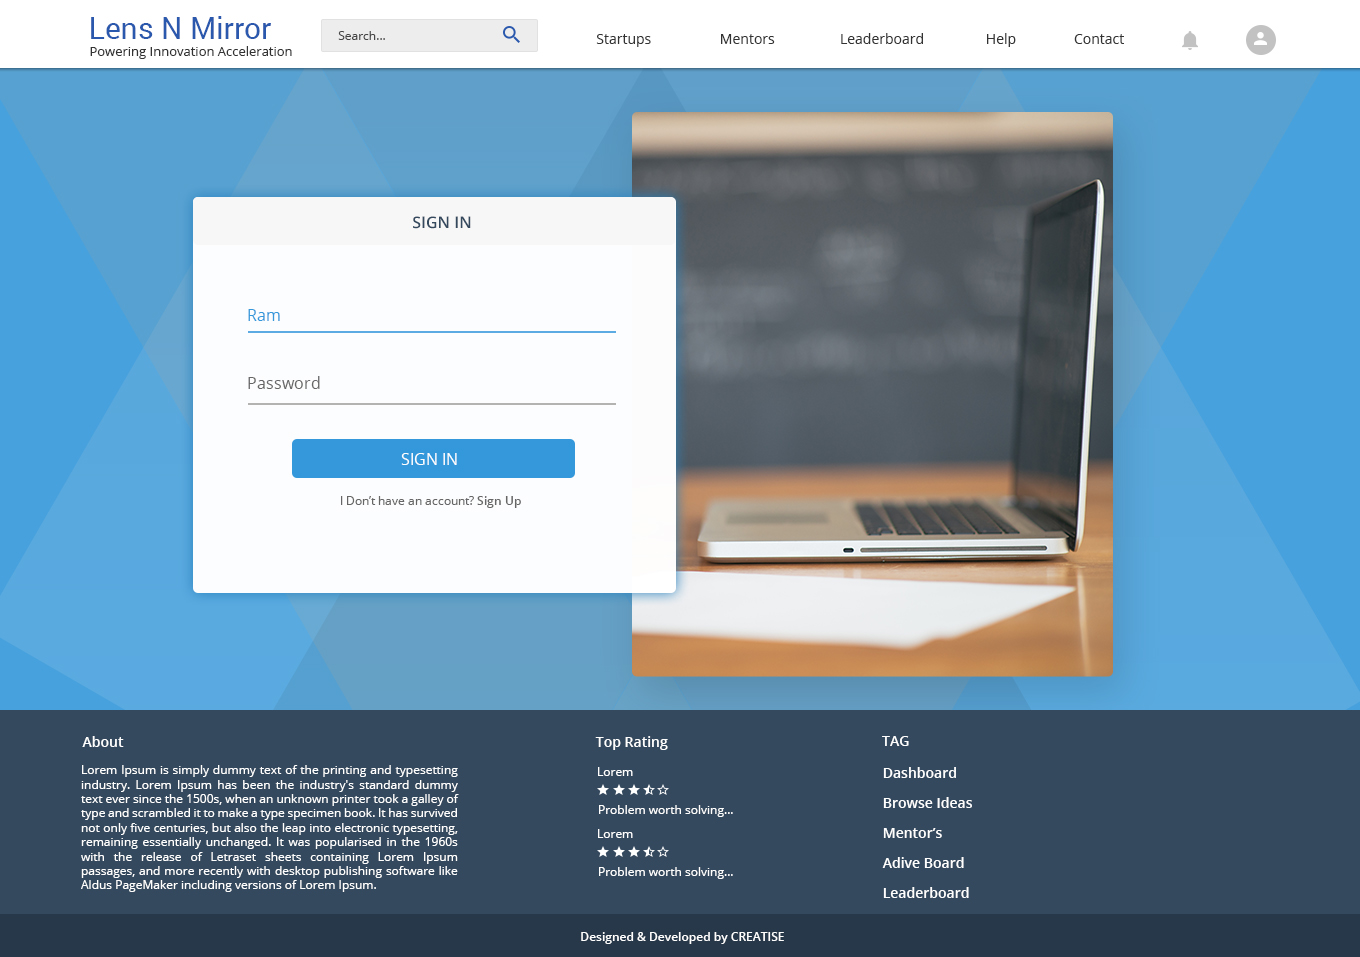 Lens N Mirror
Powering Innovation Acceleration
Search...
Startups
Mentors
Leaderboard
Help
Contact
SIGN IN
Ram
Password
SIGN IN
I Don’t have an account? Sign Up
About
Lorem Ipsum is simply dummy text of the printing and typesetting
industry. Lorem Ipsum has been the industry's standard dummy
text ever since the 1500s, when an unknown printer took a galley of
type and scrambled it to make a type specimen book. It has survived
not only five centuries, but also the leap into electronic typesetting,
remaining essentially unchanged. It was popularised in the 1960s
with the release of Letraset sheets containing Lorem Ipsum
passages, and more recently with desktop publishing software like
Aldus PageMaker including versions of Lorem Ipsum.
Top Rating
Lorem
Problem worth solving...
Lorem
Problem worth solving...
TAG
Dashboard
Browse Ideas
Mentor’s
Adive Board
Leaderboard
Designed & Developed by CREATISE